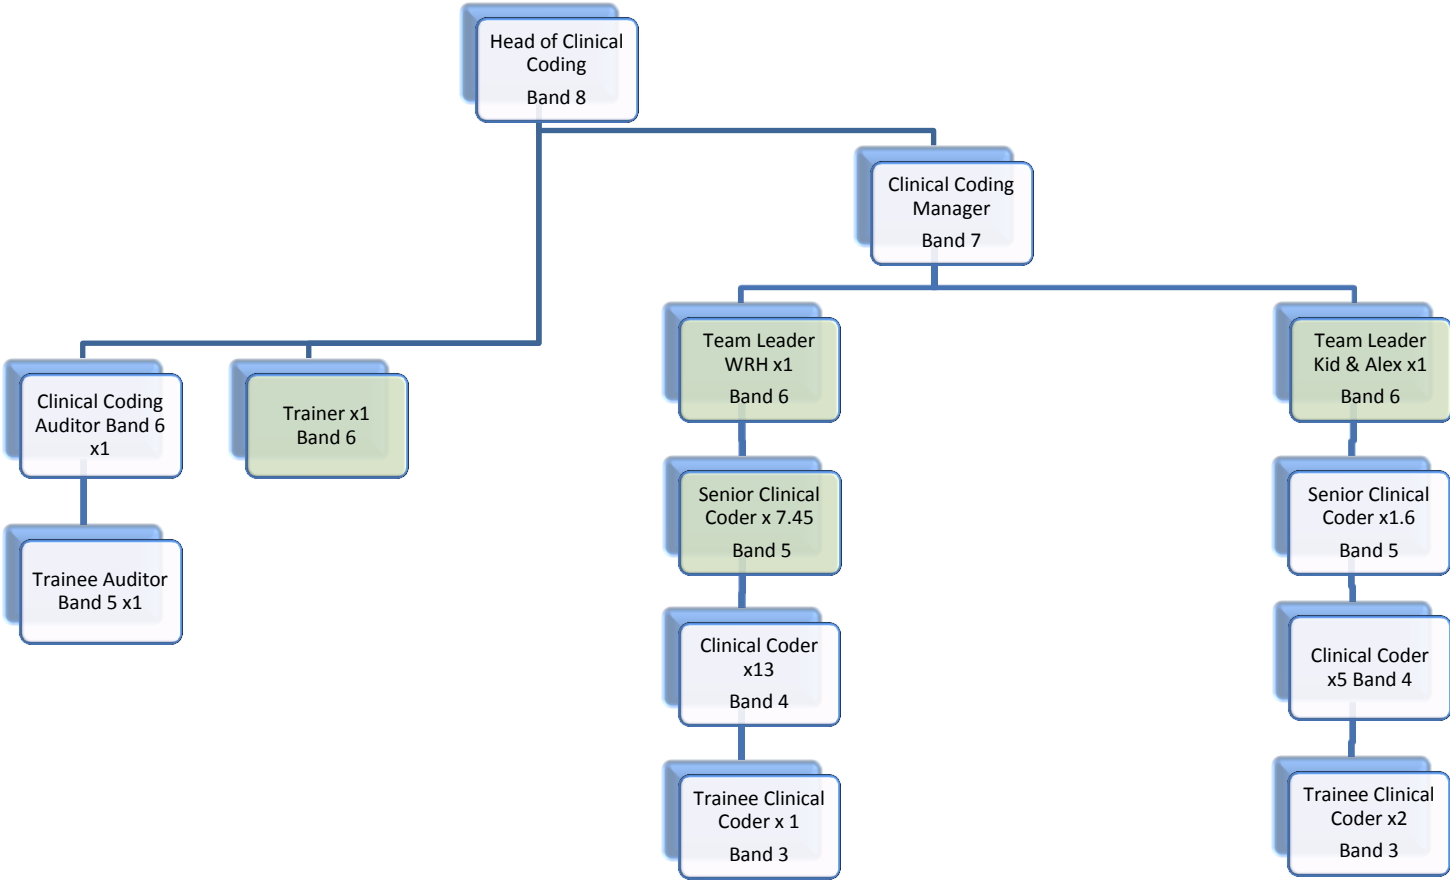 Head of Clinical
Coding
Band 8
Clinical Coding
Manager
Band 7
Clinical Coding
Auditor Band 6
x1
Trainer x1
Band 6
Team Leader
WRH x1
Band 6
Team Leader
Kid & Alex x1
Band 6
Trainee Auditor
Band 5 x1
Senior Clinical
Coder x 7.45
Band 5
Senior Clinical
Coder x1.6
Band 5
Clinical Coder
x13
Band 4
Clinical Coder
x5 Band 4
Trainee Clinical
Coder x 1
Band 3
Trainee Clinical
Coder x2
Band 3